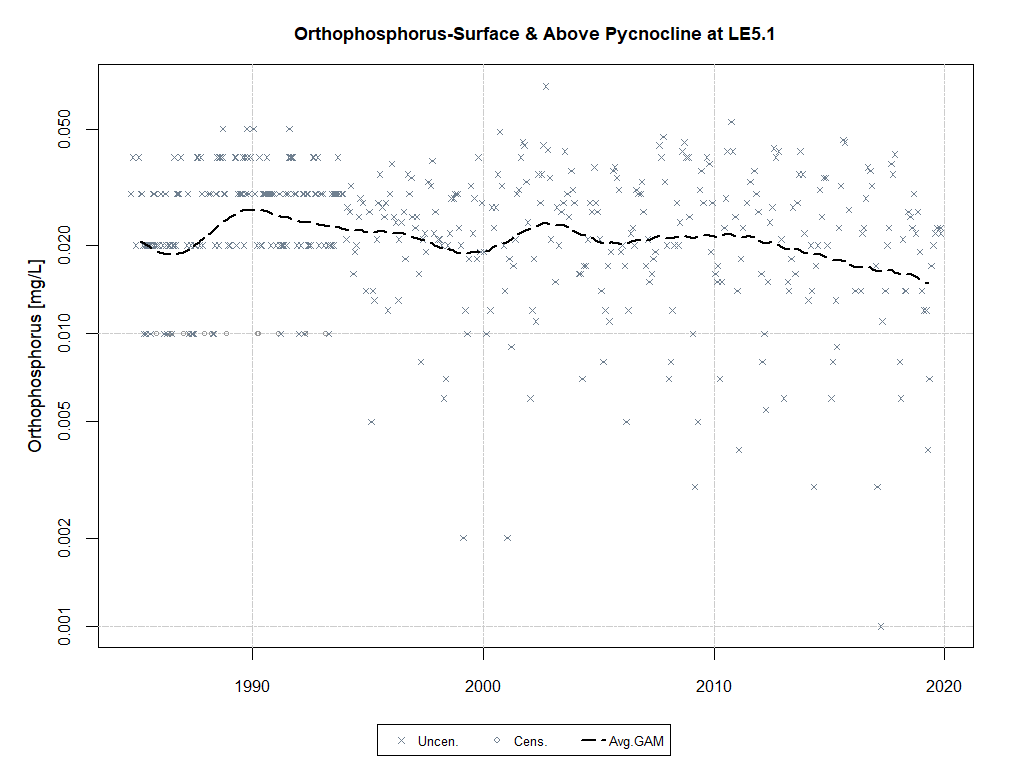 Orthophosphorus-Surface & Above Pycnocline at LE5.1
Orthophosphorus [mg/L]
0.050
0.020
0.010
0.005
0.002
0.001
1990 2000 2010 2020
Uncen. Cens. Avg.GAM